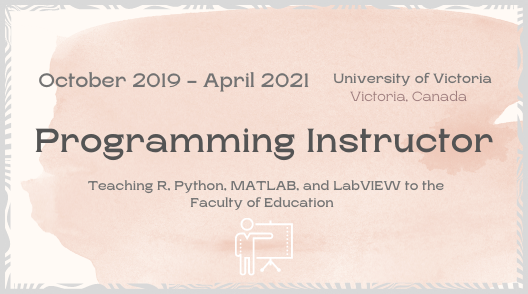 October 2019 – April 2021
University of Victoria
Victoria, Canada
Programming Instructor
Teaching R, Python, MATLAB, and LabVIEW to the
Faculty of Education